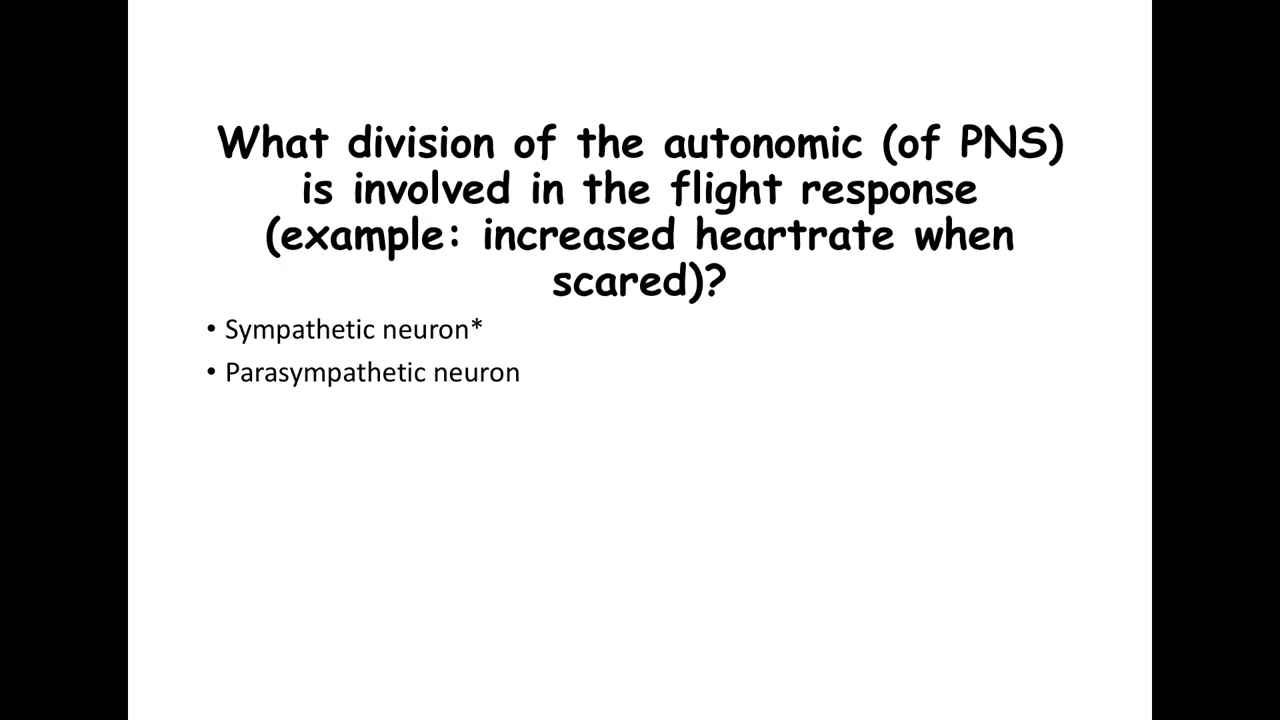 What division of the autonomic (of PNS)
is involved in the flight response
(example: increased heartrate when
scared)?
• Sympathetic neuron*
• Parasympathetic neuron